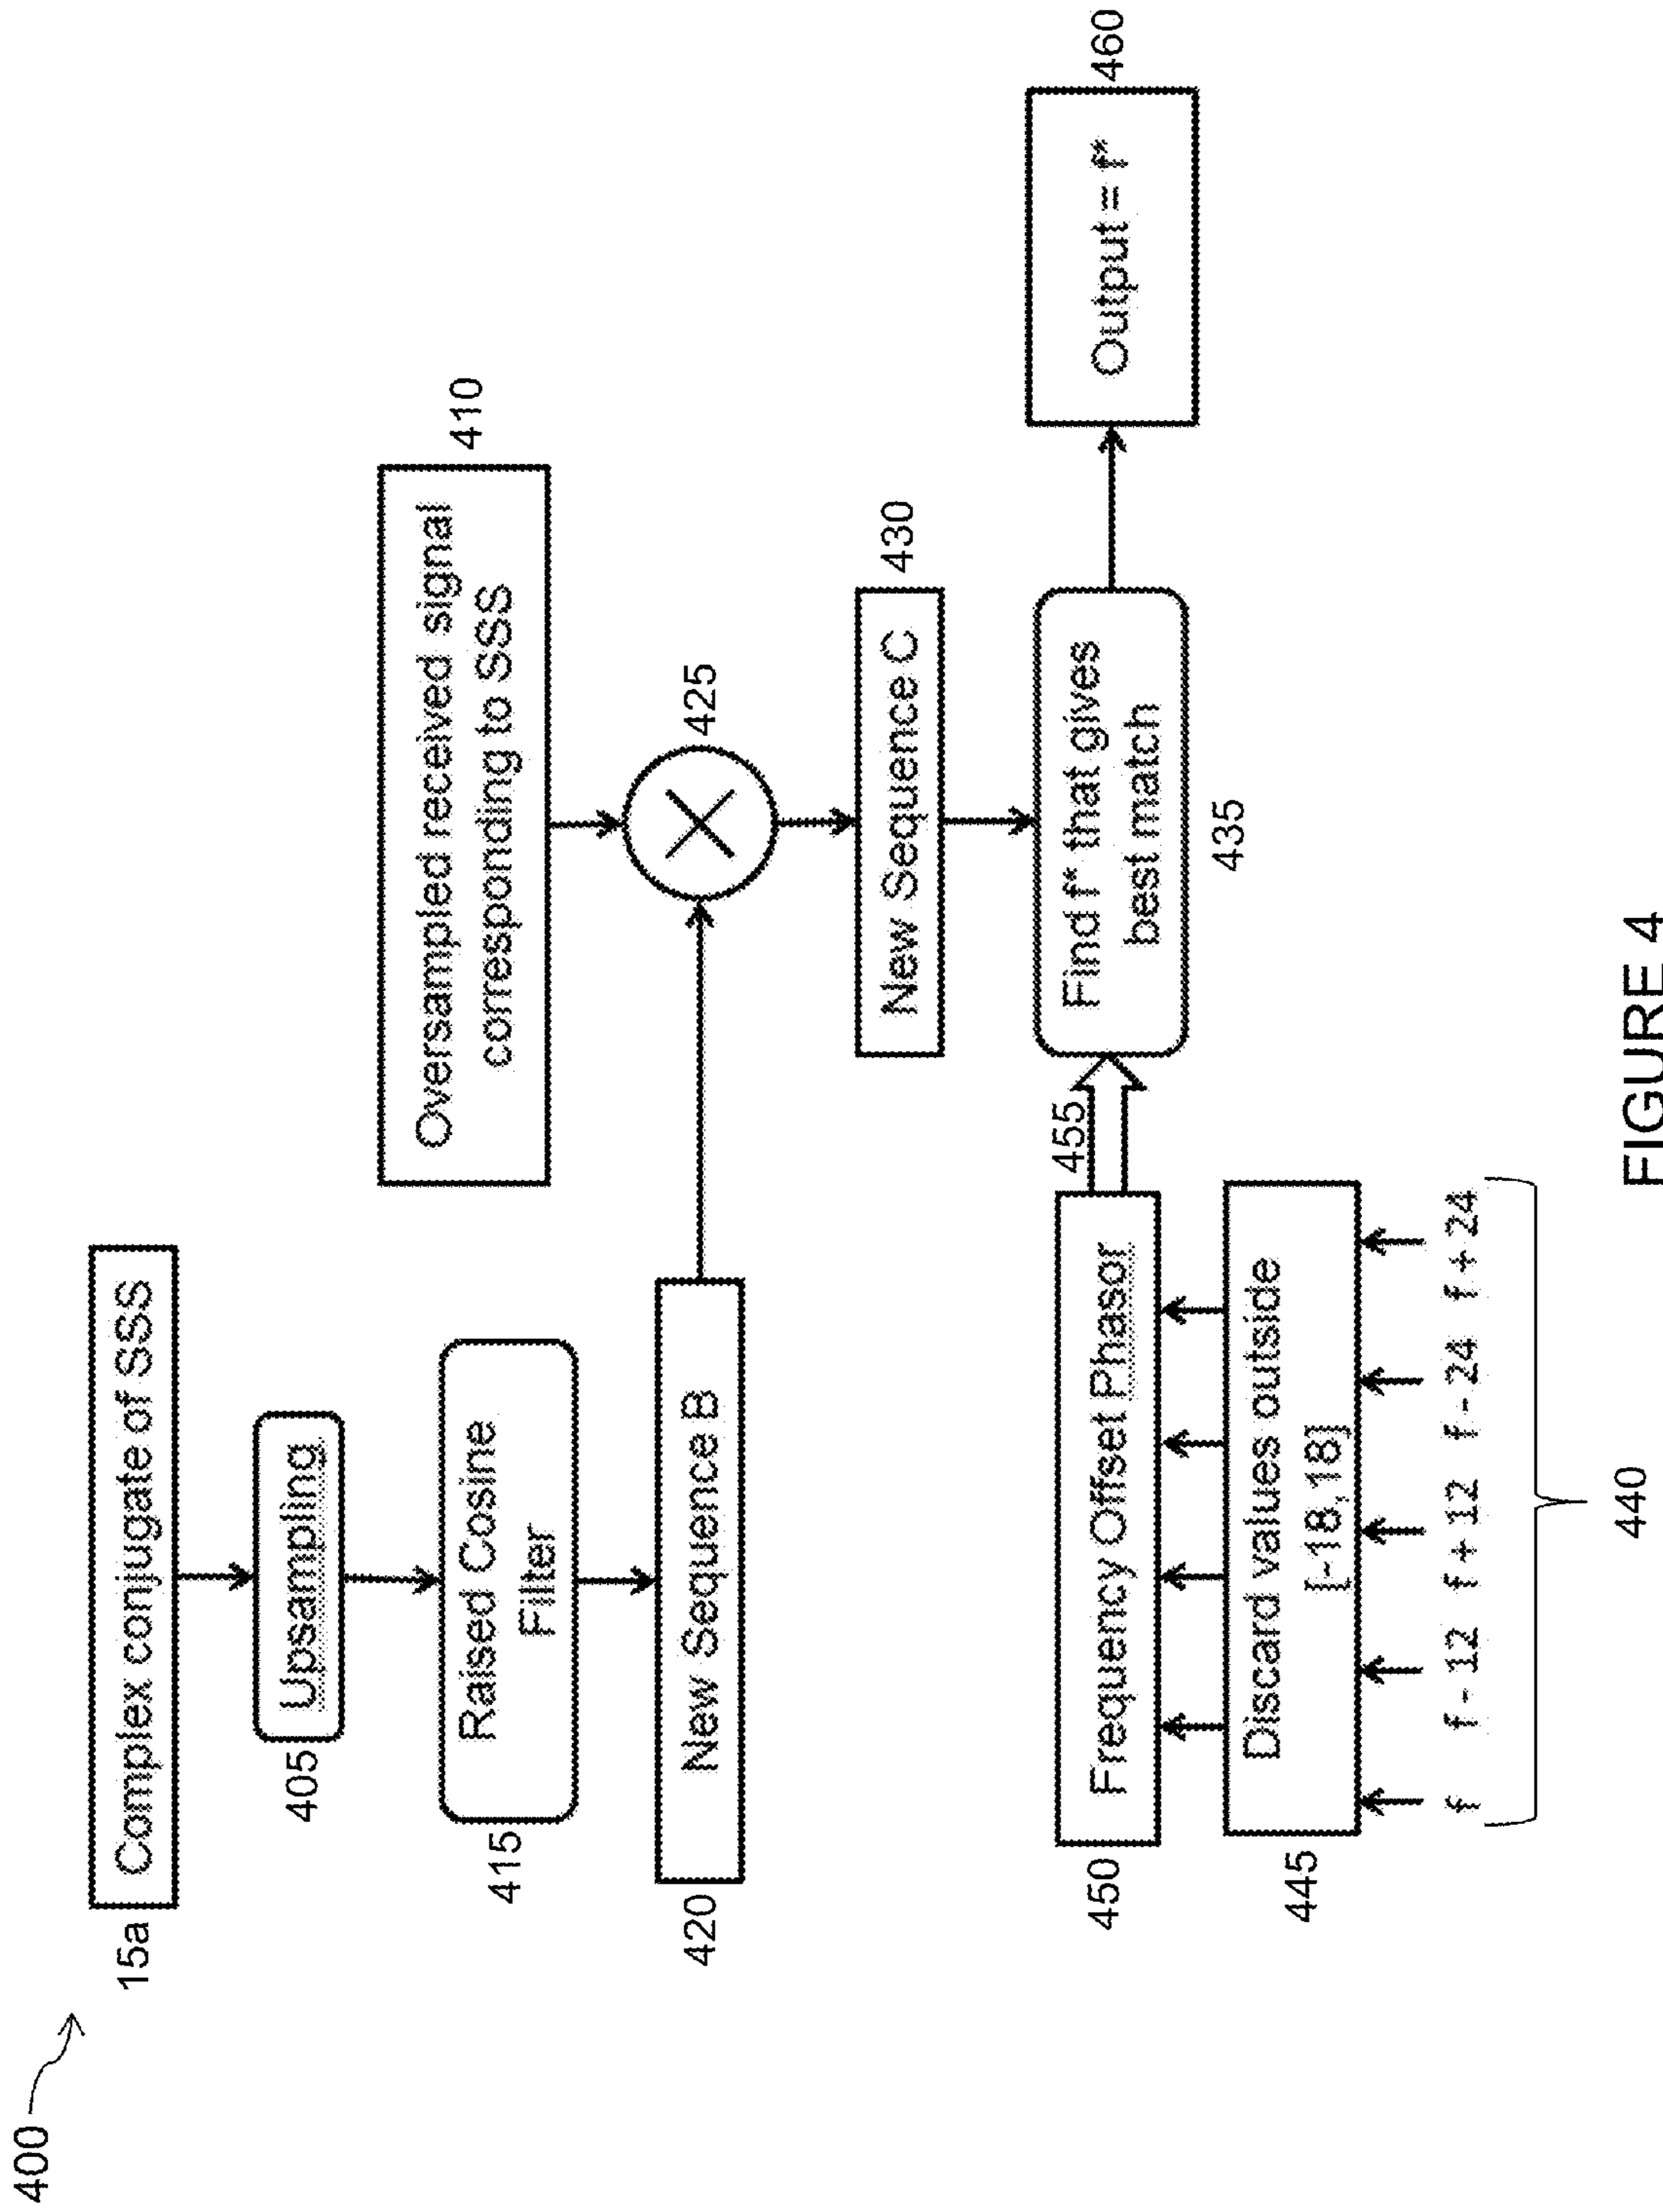 400
15a
Complex conjugate of SSS
405
Upsampling
410
Oversampled received signal
corresponding to SSS
415
Raised Cosine
Filter
420
New Sequence B
425
430
New Sequence C
450
Frequency Offset Phasor
455
Find f* that gives
best match
435
Output = f*
460
445
Discard values outside
[-18,18]
f f - 12 f + 12 f - 24 f + 24
440
FIGURE 4